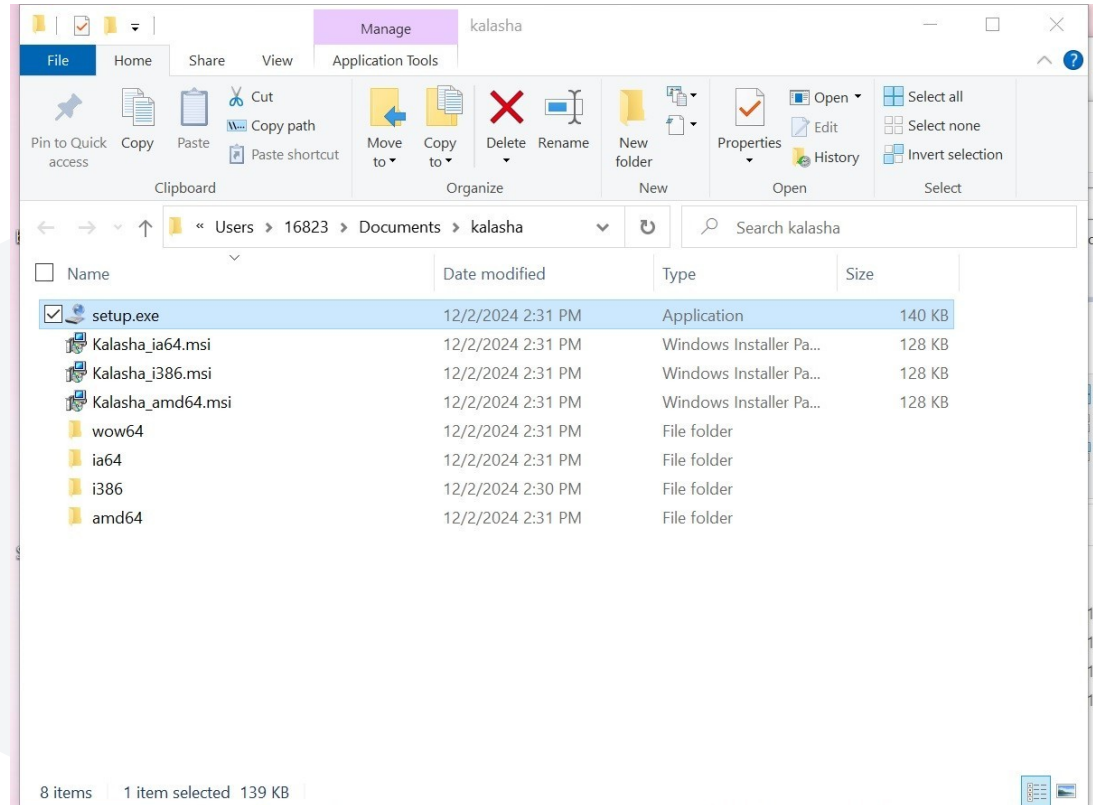 Manage
kalasha
File
Home
Share
View
Application Tools
Pin to Quick access
Copy
Paste
Cut
Copy path
Paste shortcut
Clipboard
Move to
Copy to
Delete
Rename
Organize
New folder
New
Properties
Open
Edit
History
Open
Select all
Select none
Invert selection
Select
« Users > 16823 > Documents > kalasha
Search kalasha
Name Date modified Type Size
setup.exe 12/2/2024 2:31 PM Application 140 KB
Kalasha_ia64.msi 12/2/2024 2:31 PM Windows Installer Pa... 128 KB
Kalasha_i386.msi 12/2/2024 2:31 PM Windows Installer Pa... 128 KB
Kalasha_amd64.msi 12/2/2024 2:31 PM Windows Installer Pa... 128 KB
wow64 12/2/2024 2:31 PM File folder
ia64 12/2/2024 2:31 PM File folder
i386 12/2/2024 2:30 PM File folder
amd64 12/2/2024 2:31 PM File folder
8 items 1 item selected 139 KB